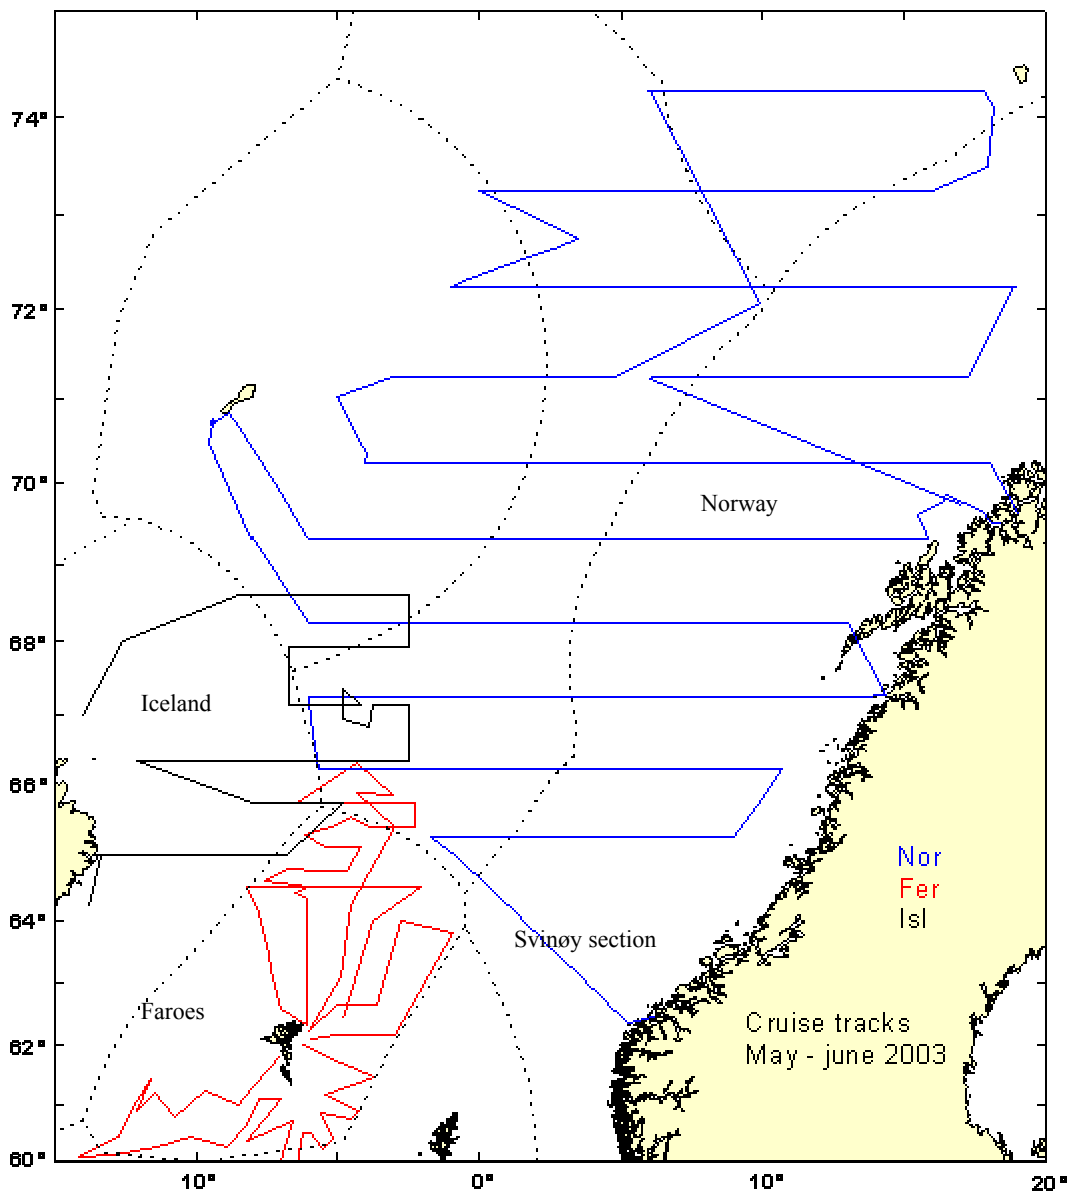 74°
72°
70°
Norway
68°
Iceland
66°
Nor
Fer
Isl
64°
Svinøy section
Faroes
Cruise tracks
62°
May - june 2003
60°
10° 0° 10° 20°